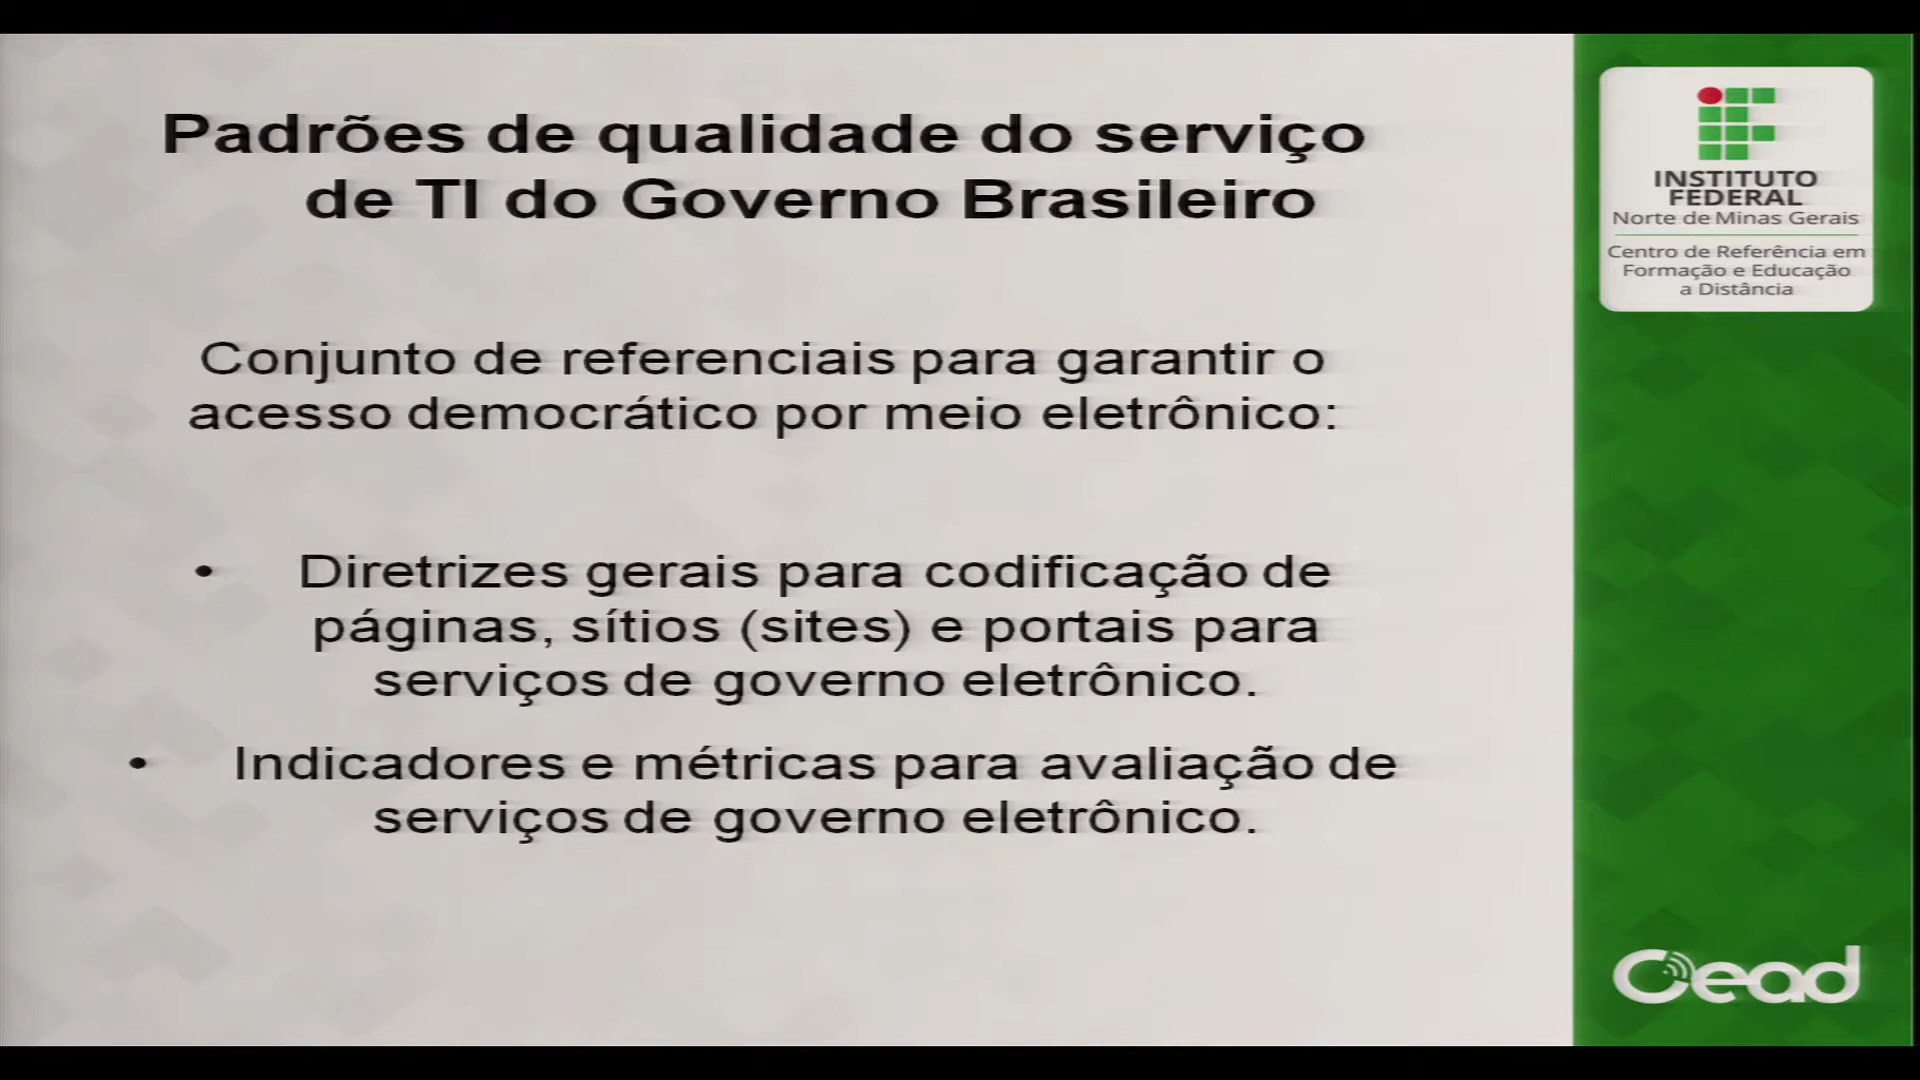 Padrões de qualidade do serviço
de TI do Governo Brasileiro
Conjunto de referenciais para garantir o
acesso democrático por meio eletrônico:
• Diretrizes gerais para codificação de
páginas, sítios (sites) e portais para
serviços de governo eletrônico.
• Indicadores e métricas para avaliação de
serviços de governo eletrônico.
INSTITUTO
FEDERAL
Norte de Minas Gerais
Centro de Referência em
Formação e Educação
a Distância
Cead